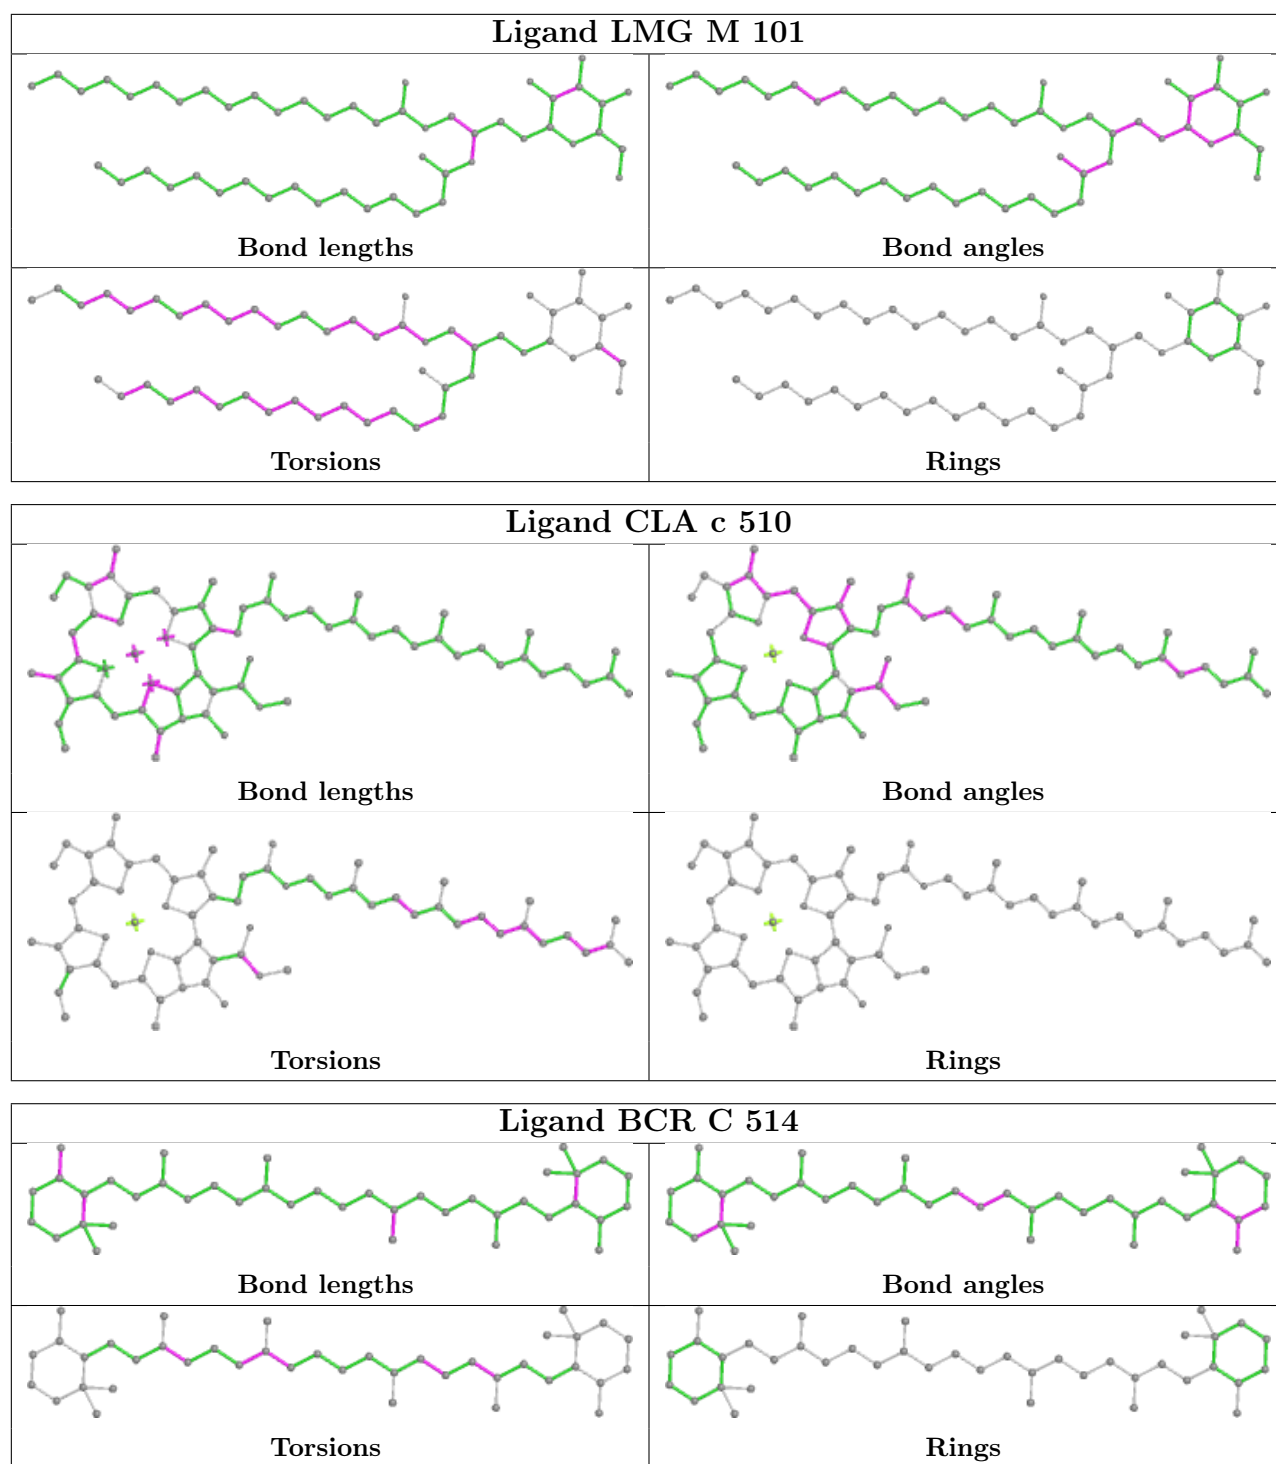 Ligand LMG M 101
Bond lengths
Bond angles
Torsions
Rings
Ligand CLA c 510
Bond lengths
Bond angles
Torsions
Rings
Ligand BCR C 514
Bond lengths
Bond angles
Torsions
Rings